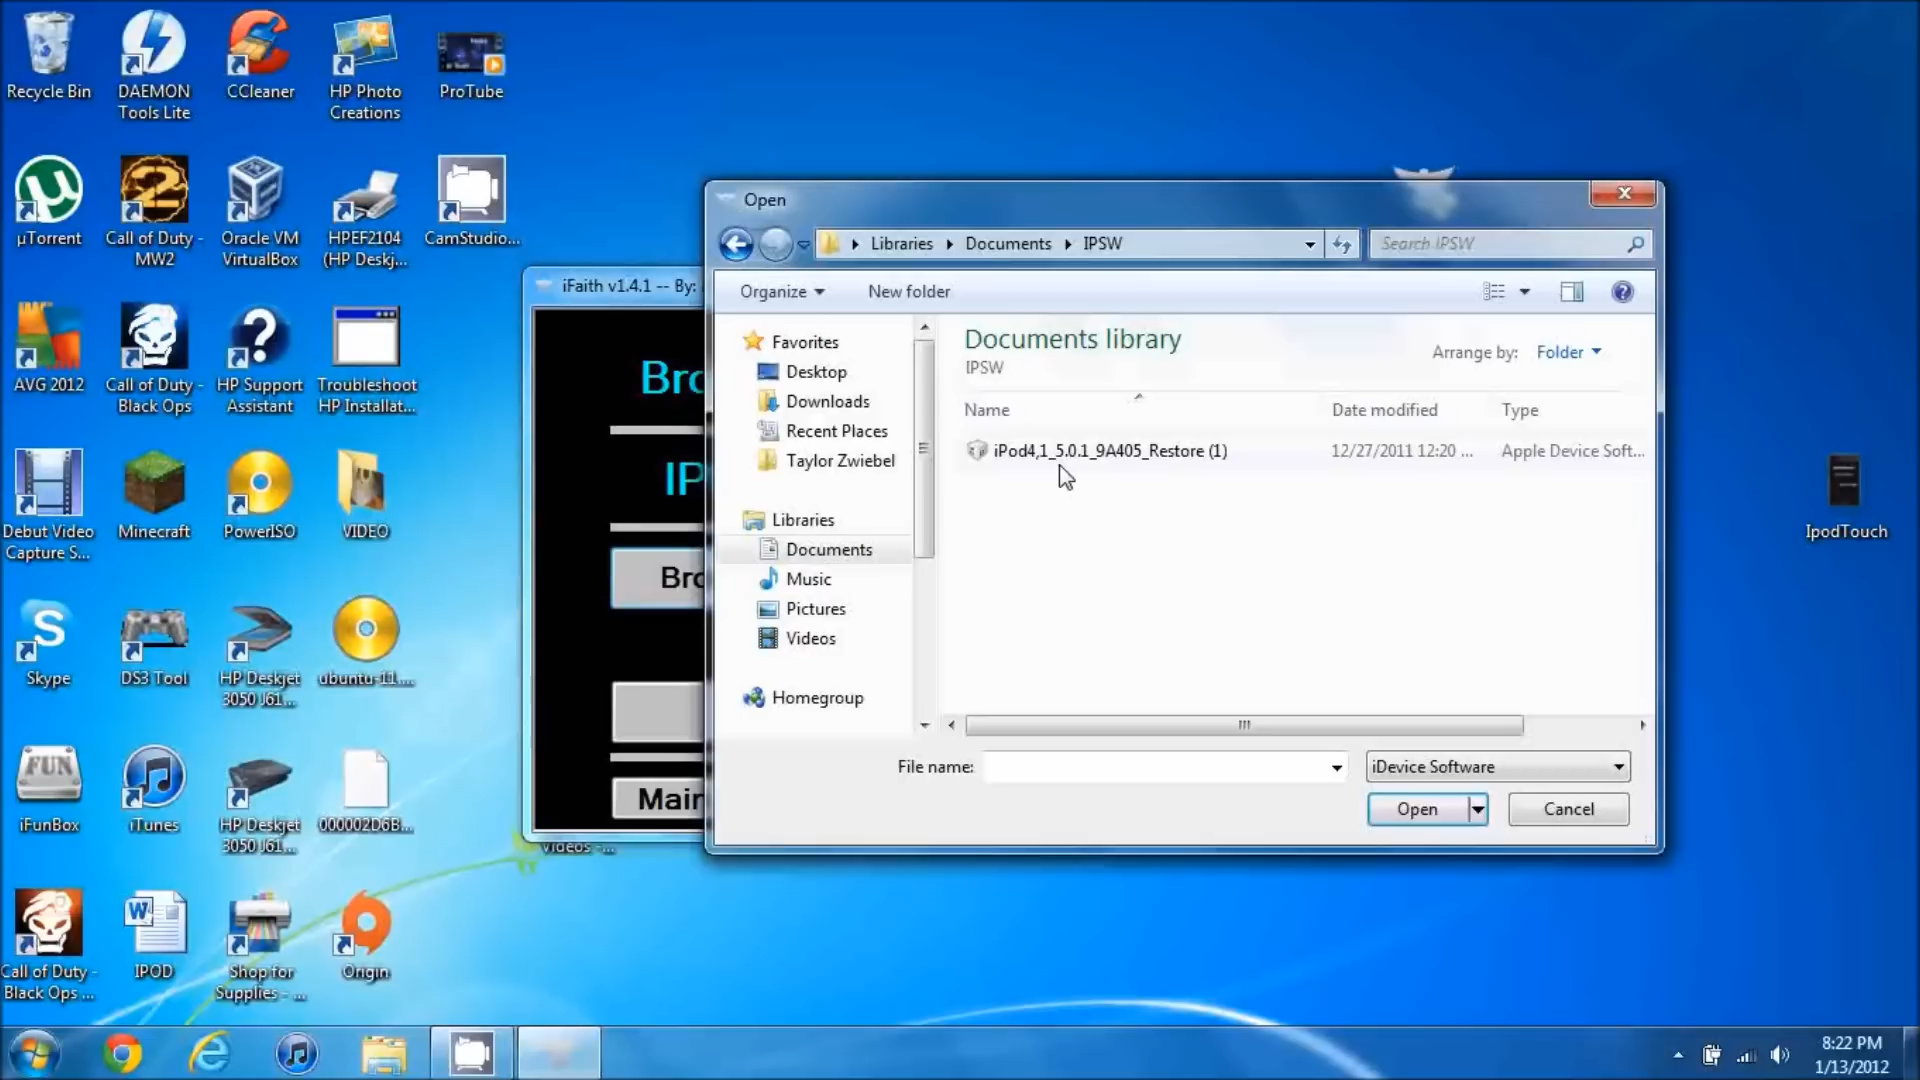 Recycle Bin
DAEMON
Tools Lite
CCleaner
HP Photo
Creations
ProTube
µTorrent
Call of Duty -
MW2
Oracle VM
VirtualBox
HPEF2104
(HP Deskj...
CamStudio...
AVG 2012
Call of Duty -
Black Ops
HP Support
Assistant
Troubleshoot
HP Installat...
Debut Video
Capture S...
Minecraft
PowerISO
VIDEO
Skype
DS3 Tool
HP Deskjet
3050 J61...
ubuntu-11....
FUN
iFunBox
iTunes
HP Deskjet
3050 J61...
000002D6B...
Call of Duty -
Black Ops ...
IPOD
Shop for
Supplies - ...
Origin
IpodTouch
Videos -...
iFaith v1.4.1 -- By:
Bro
IP
Bro
Main
Open
Libraries
Documents
IPSW
Search IPSW
Organize
New folder
Favorites
Desktop
Downloads
Recent Places
Taylor Zwiebel
Libraries
Documents
Music
Pictures
Videos
Homegroup
Documents library
IPSW
Arrange by: Folder
Name
Date modified
Type
iPod4,1_5.0.1_9A405_Restore (1)
12/27/2011 12:20 ...
Apple Device Soft...
File name:
iDevice Software
Open
Cancel
8:22 PM
1/13/2012